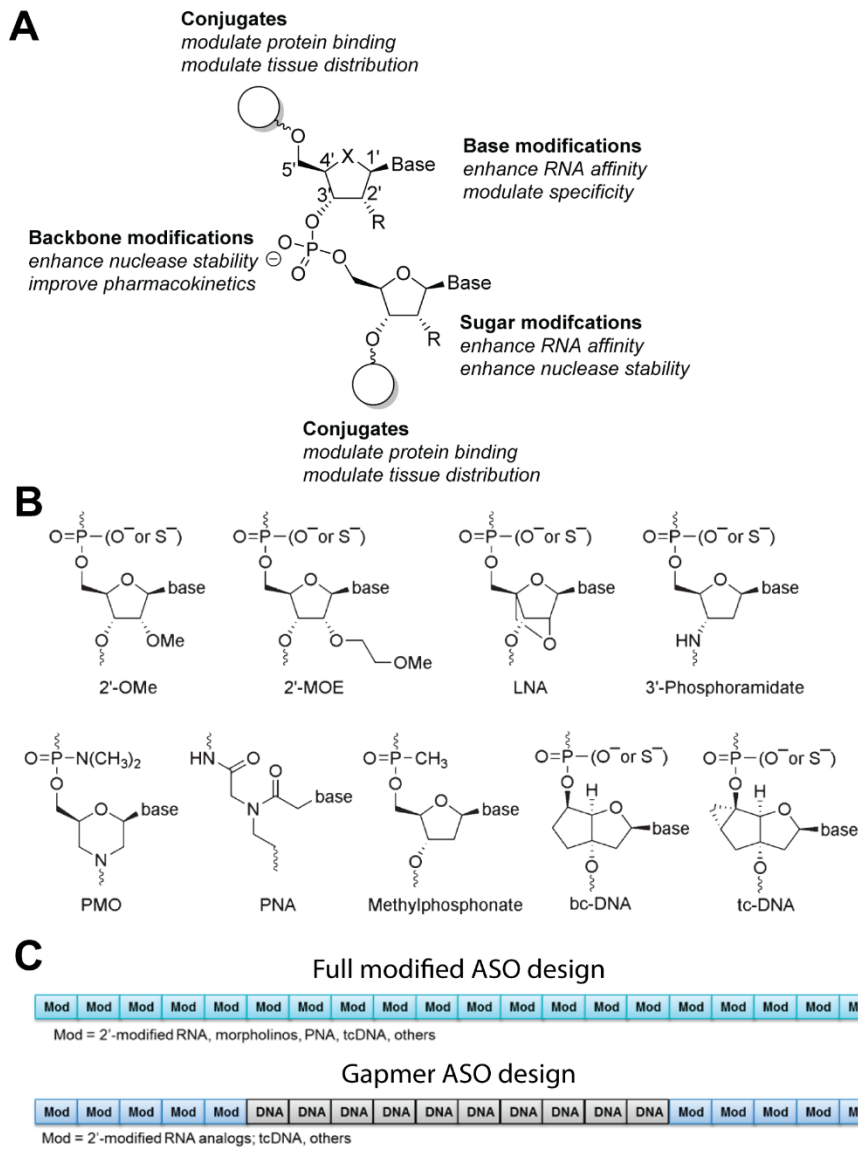 A
Conjugates
modulate protein binding
modulate tissue distribution
O
5'
4'
X
1'
Base
3'
2'
O
R
Base modifications
enhance RNA affinity
modulate specificity
Backbone modifications
enhance nuclease stability
improve pharmacokinetics
⊖
O
P
O
O
O
Base
O
R
Sugar modifcations
enhance RNA affinity
enhance nuclease stability
Conjugates
modulate protein binding
modulate tissue distribution
B
O=P—(O⁻or S⁻)
O
O
base
O
OMe
2'-OMe
O=P—(O⁻or S⁻)
O
O
base
O
O
OMe
2'-MOE
O=P—(O⁻or S⁻)
O
O
base
O
O
LNA
O=P—(O⁻or S⁻)
O
O
base
HN
3'-Phosphoramidate
O=P—N(CH₃)₂
O
O
base
N
PMO
HN
O
O
N
base
PNA
O=P—CH₃
O
O
base
O
Methylphosphonate
O=P—(O⁻or S⁻)
O
H
O
base
O
bc-DNA
O=P—(O⁻or S⁻)
O
H
O
base
O
tc-DNA
C
Full modified ASO design
Mod Mod Mod Mod Mod Mod Mod Mod Mod Mod Mod Mod Mod Mod Mod Mod Mod Mod Mod M
Mod = 2'-modified RNA, morpholinos, PNA, tcDNA, others
Gapmer ASO design
Mod Mod Mod Mod Mod DNA DNA DNA DNA DNA DNA DNA DNA DNA DNA Mod Mod Mod Mod M
Mod = 2'-modified RNA analogs; tcDNA, others